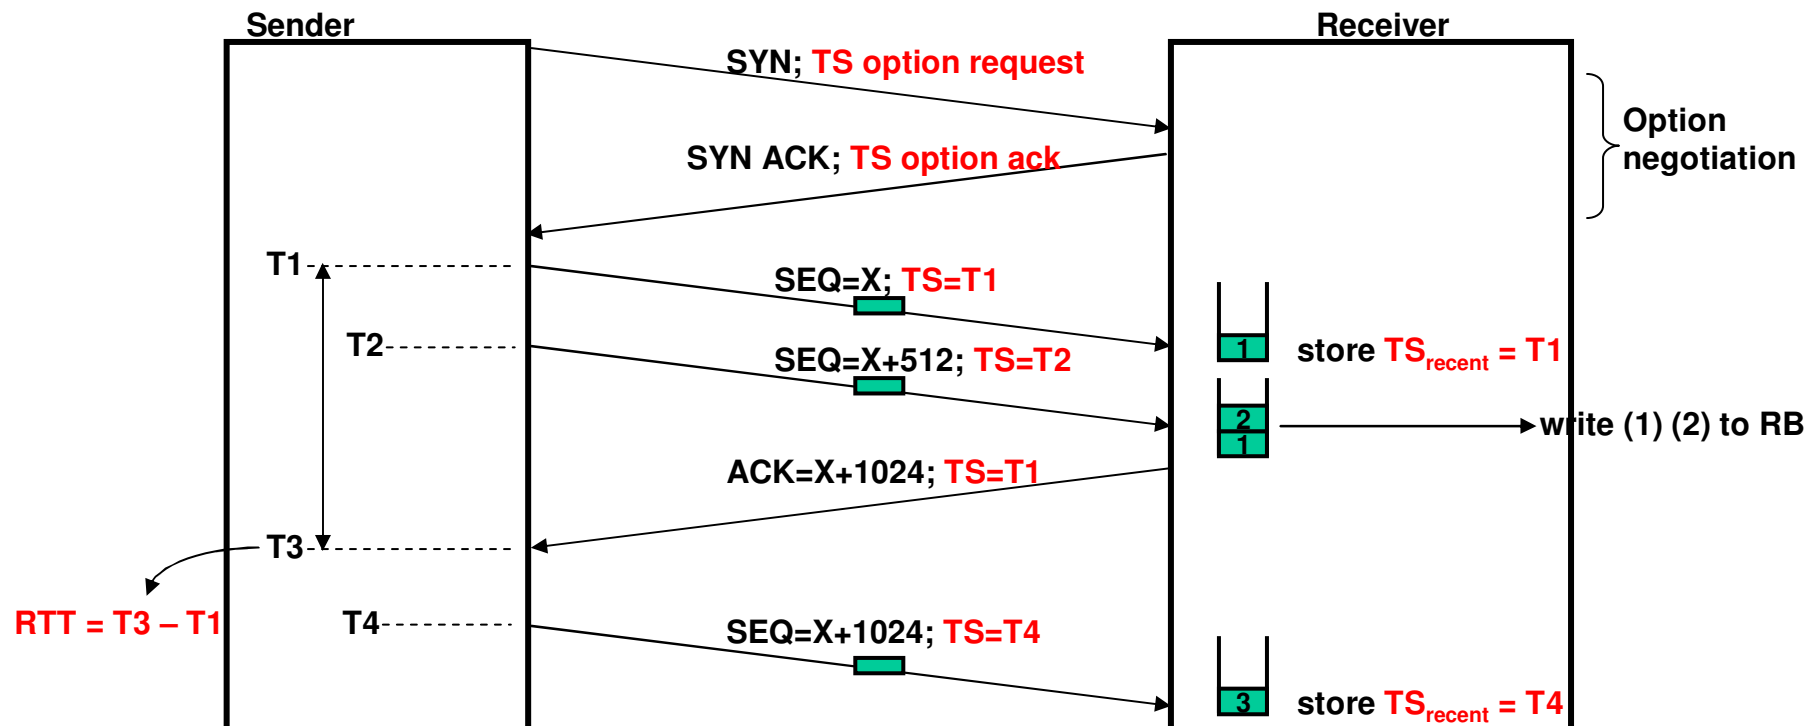 Sender
Receiver
SYN; TS option request
Option
negotiation
SYN ACK; TS option ack
T1
SEQ=X; TS=T1
T2
1
store TSrecent = T1
SEQ=X+512; TS=T2
2
1
write (1) (2) to RB
ACK=X+1024; TS=T1
T3
RTT = T3 – T1
T4
SEQ=X+1024; TS=T4
3
store TSrecent = T4